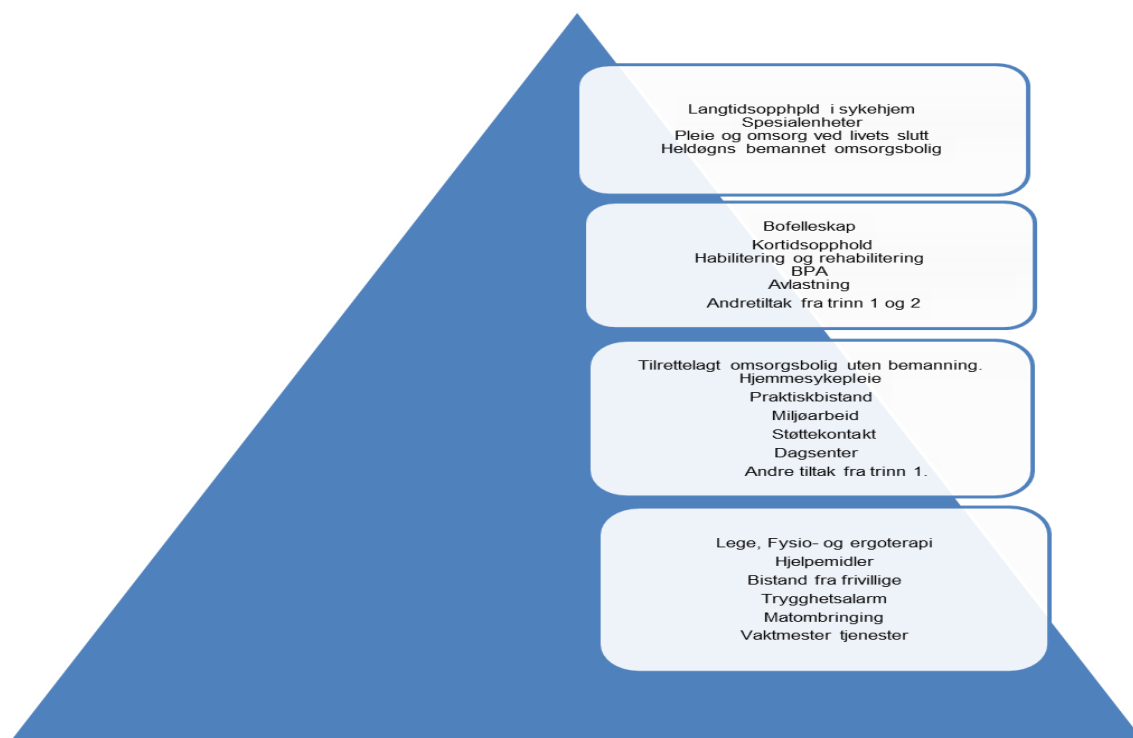 Langtidsopphpld i sykehjem
Spesialenheter
Pleie og omsorg ved livets slutt
Heldøgns bemannet omsorgsbolig
Bofelleskap
Kortidsopphold
Habilitering og rehabilitering
BPA
Avlastning
Andretiltak fra trinn 1 og 2
Tilrettelagt omsorgsbolig uten bemanning.
Hjemmesykepleie
Praktiskbistand
Miljøarbeid
Støttekontakt
Dagsenter
Andre tiltak fra trinn 1.
Lege, Fysio- og ergoterapi
Hjelpemidler
Bistand fra frivillige
Trygghetsalarm
Matombringing
Vaktmester tjenester